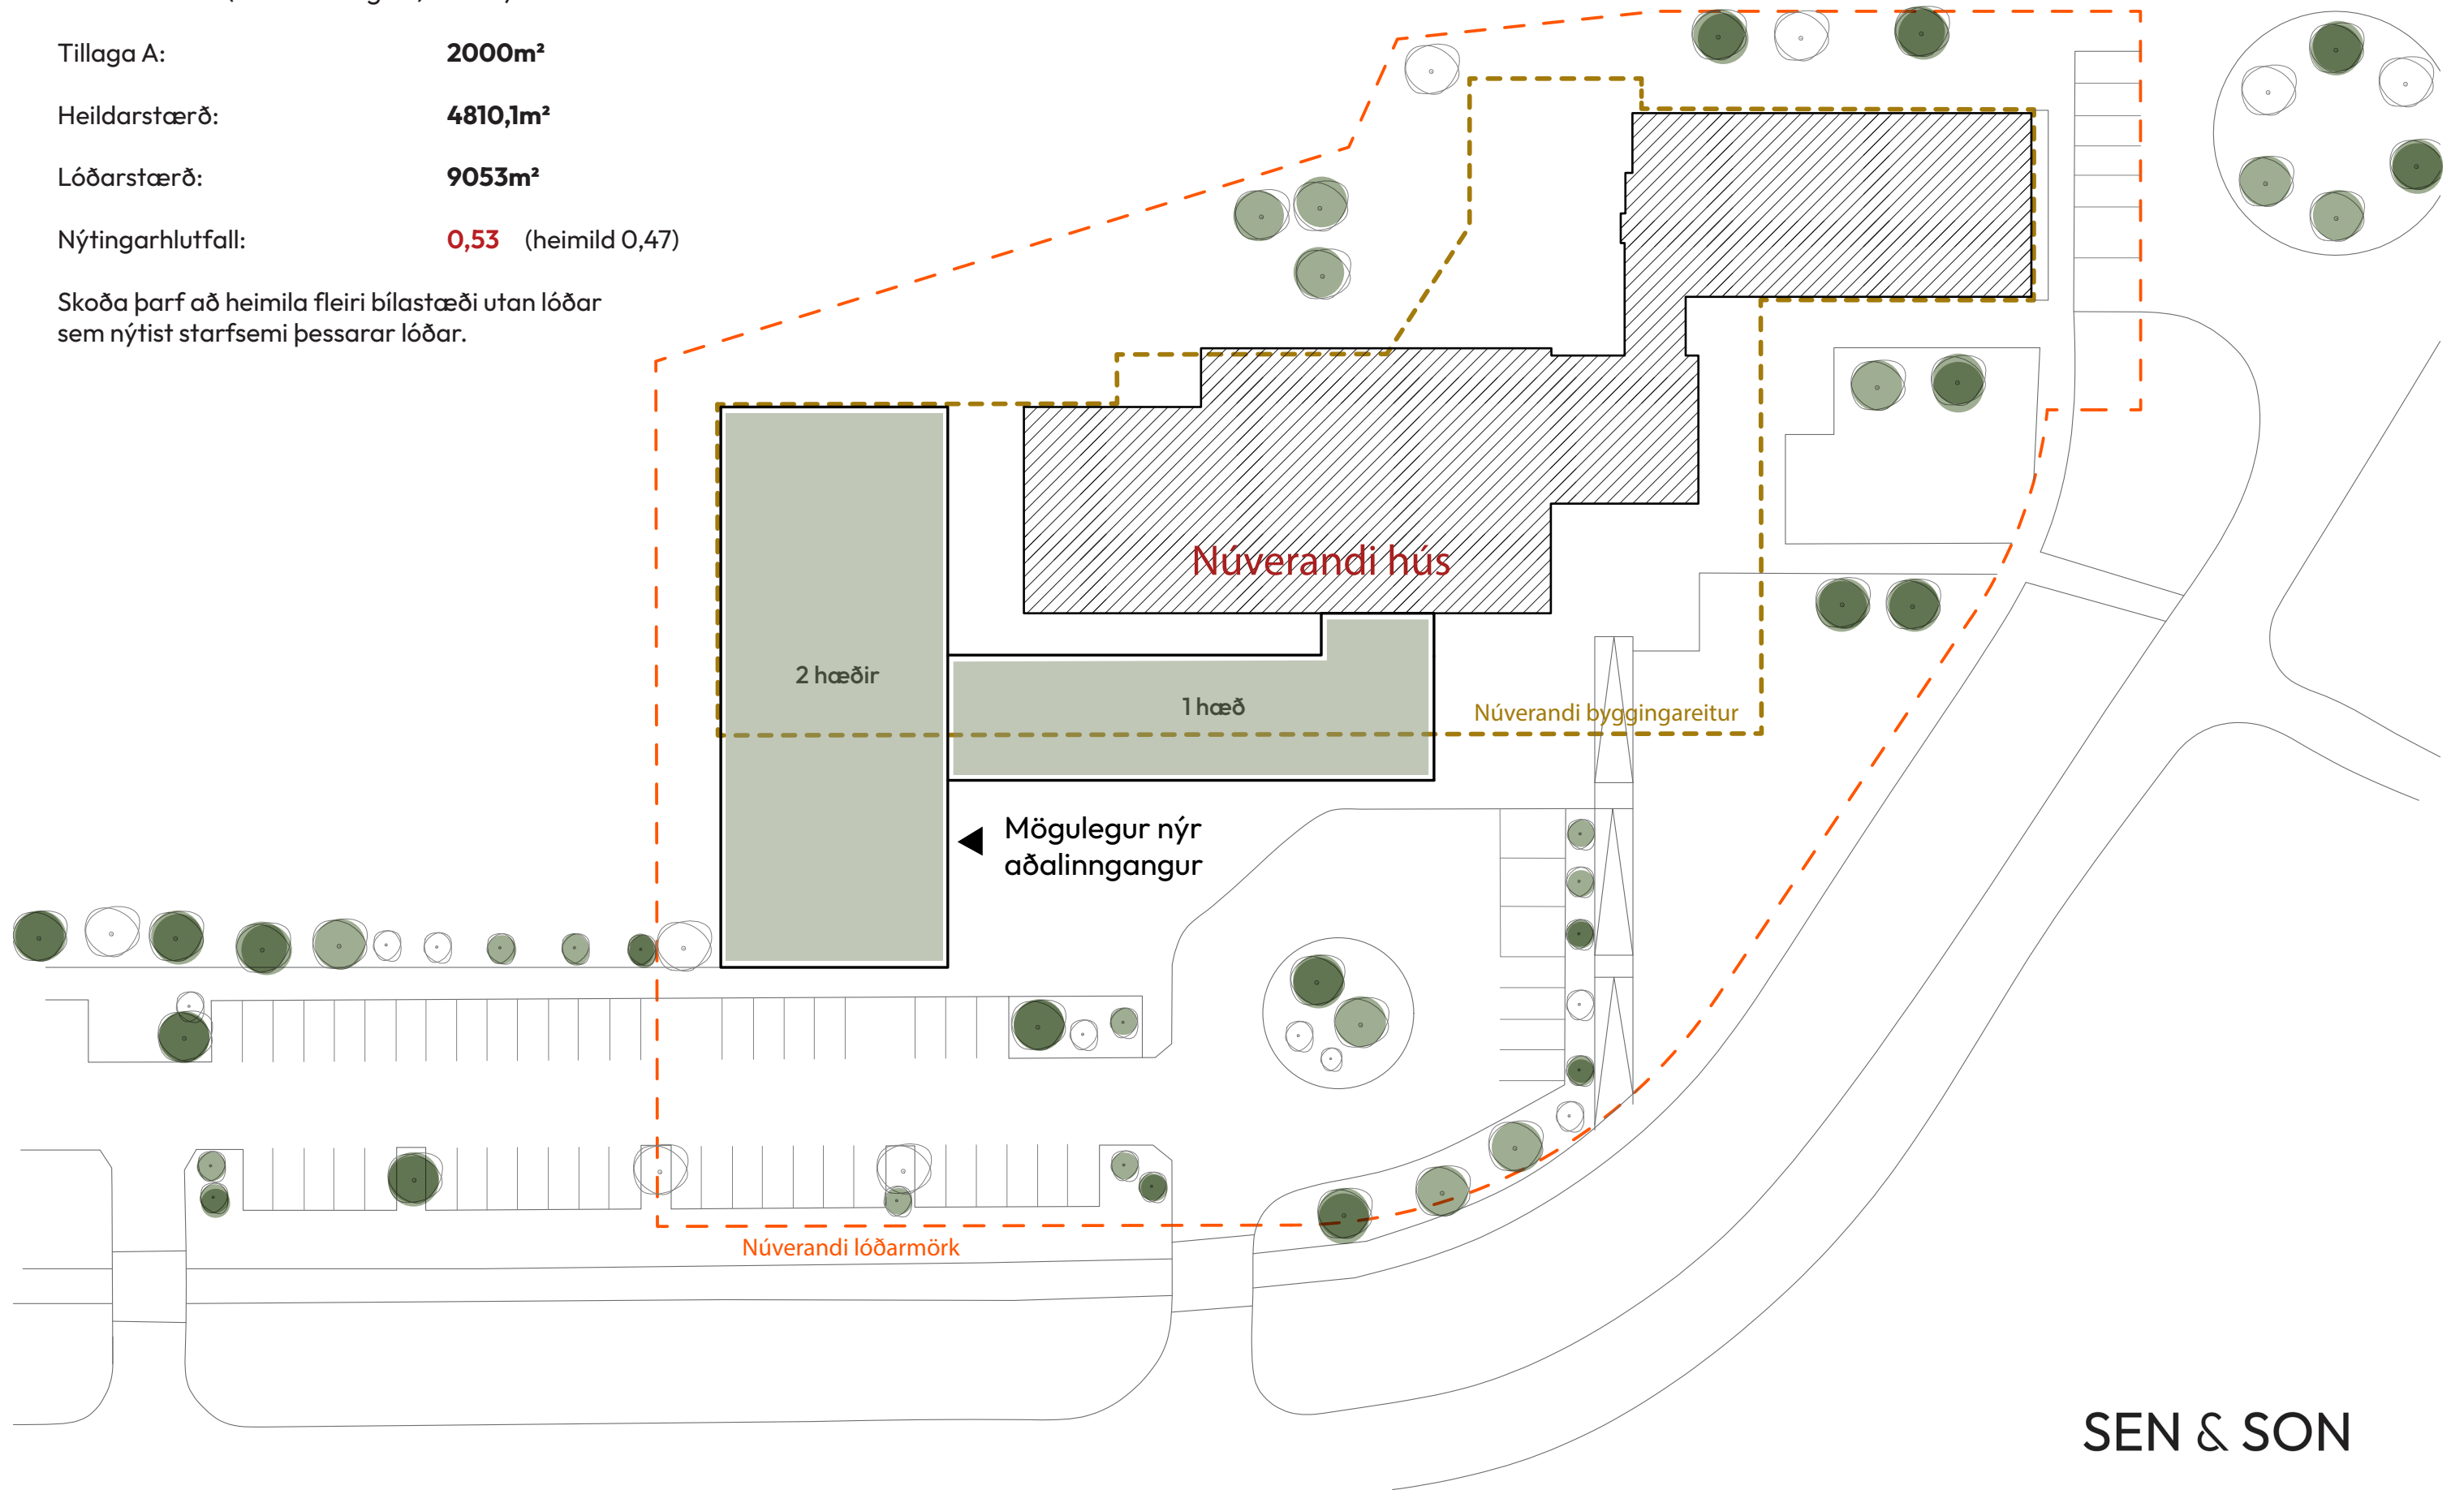 Tillaga A: 2000m²
Heildarstærð: 4810,1m²
Lóðarstærð: 9053m²
Nýtingarhlutfall: 0,53 (heimild 0,47)
Skoða þarf að heimila fleiri bílastæði utan lóðar
sem nýtist starfsemi þessarar lóðar.
Núverandi hús
2 hæðir
1 hæð
Núverandi byggingareitur
Mögulegur nýr
aðalinngangur
Núverandi lóðarmörk
SEN & SON